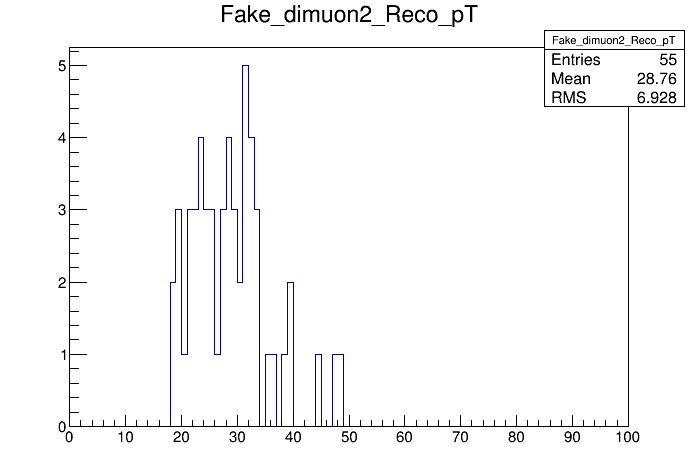 Fake_dimuon2_Reco_pT
Fake_dimuon2_Reco_pT
Entries 55
Mean 28.76
RMS 6.928
5
4
3
2
1
0
0 10 20 30 40 50 60 70 80 90 100